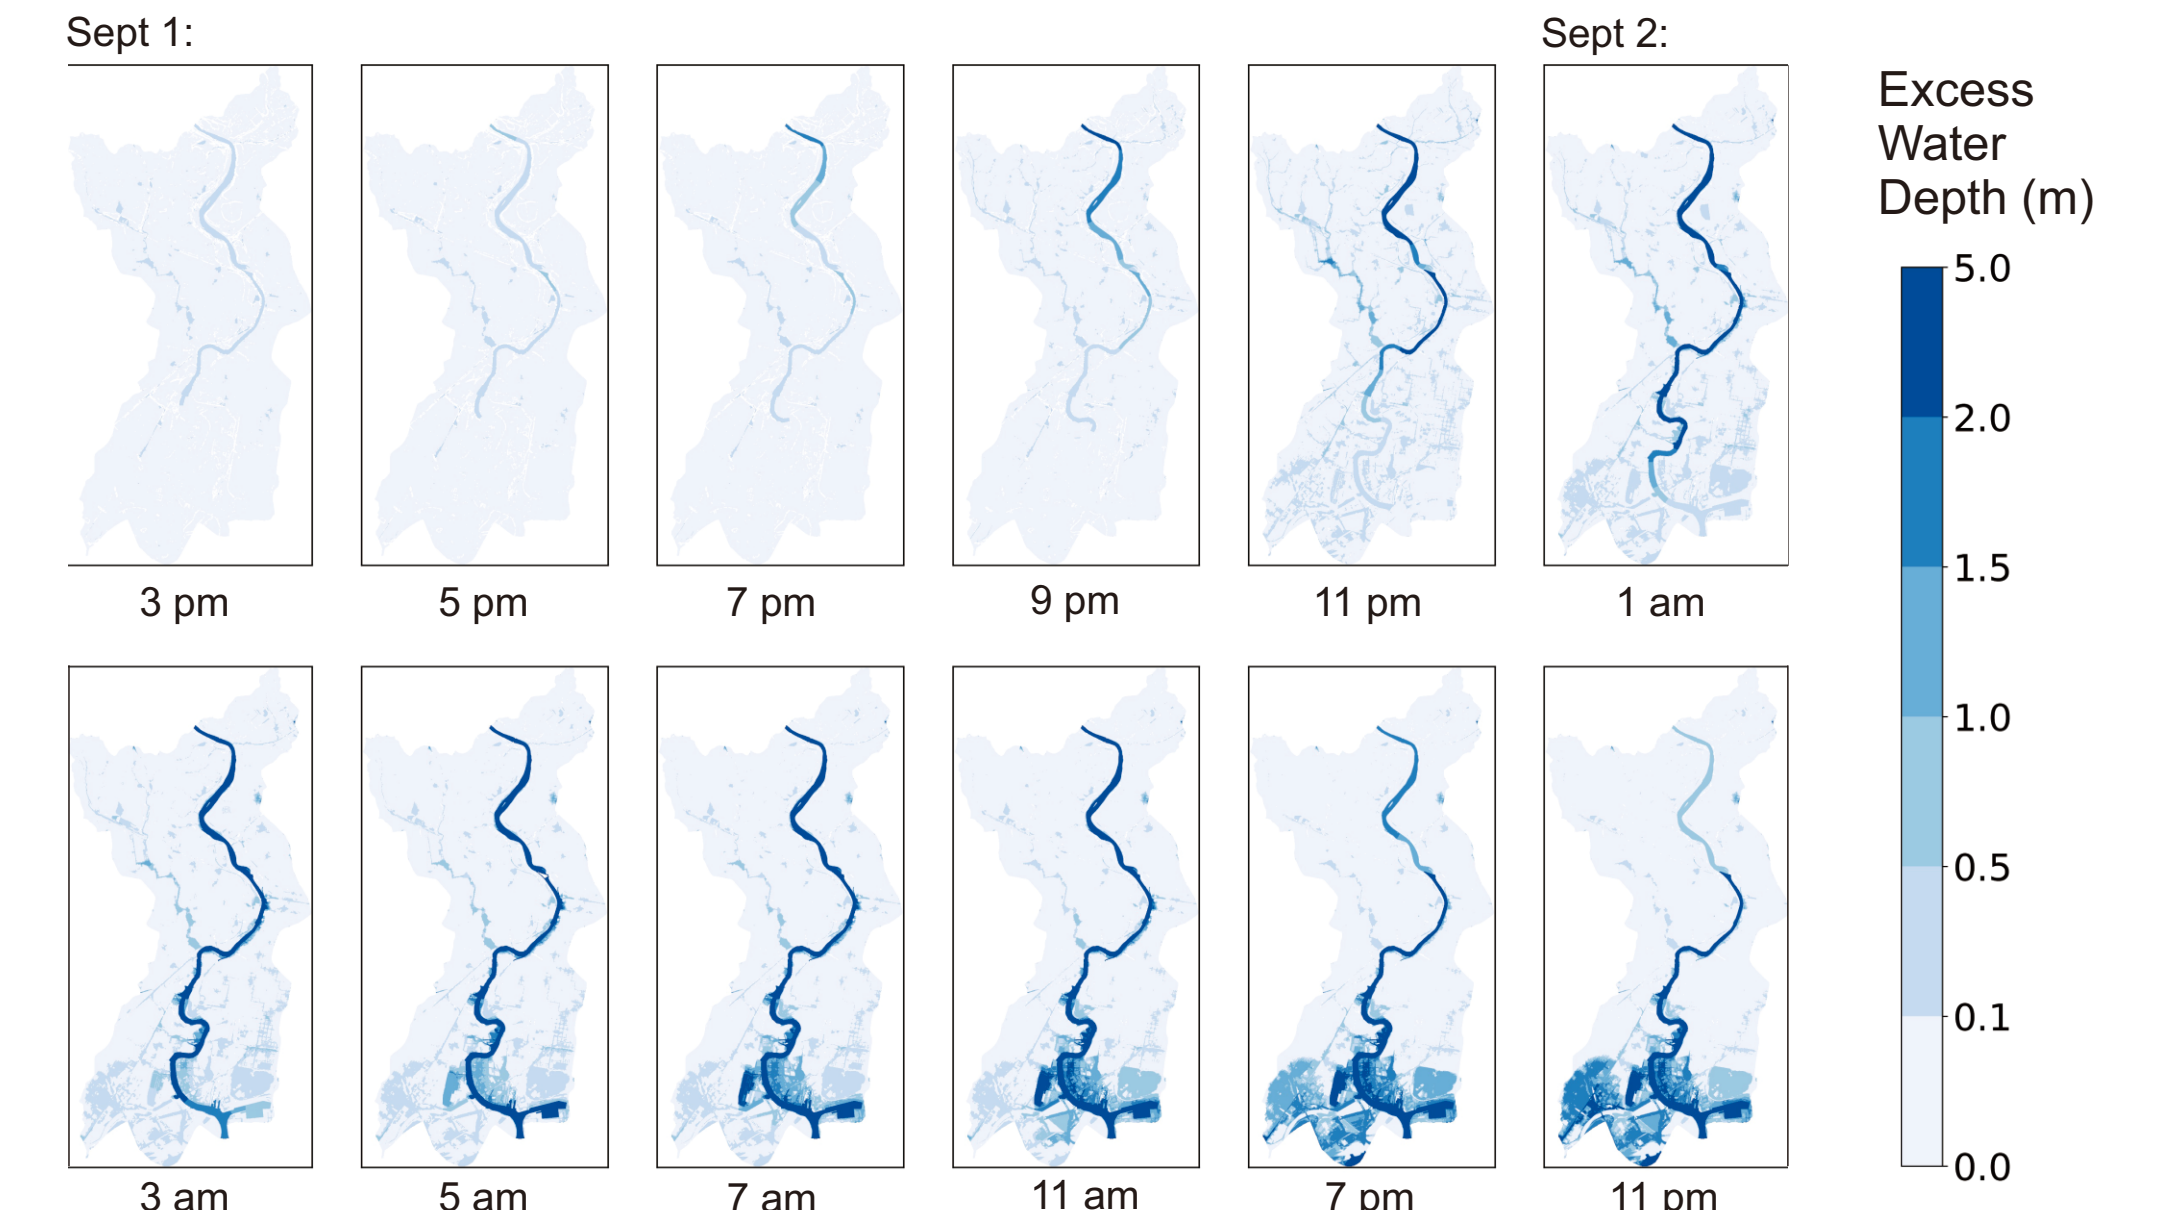 Sept 1:
Sept 2:
Excess
Water
Depth (m)
3 pm
5 pm
7 pm
9 pm
11 pm
1 am
5.0
2.0
1.5
1.0
0.5
0.1
0.0
3 am
5 am
7 am
11 am
7 pm
11 pm